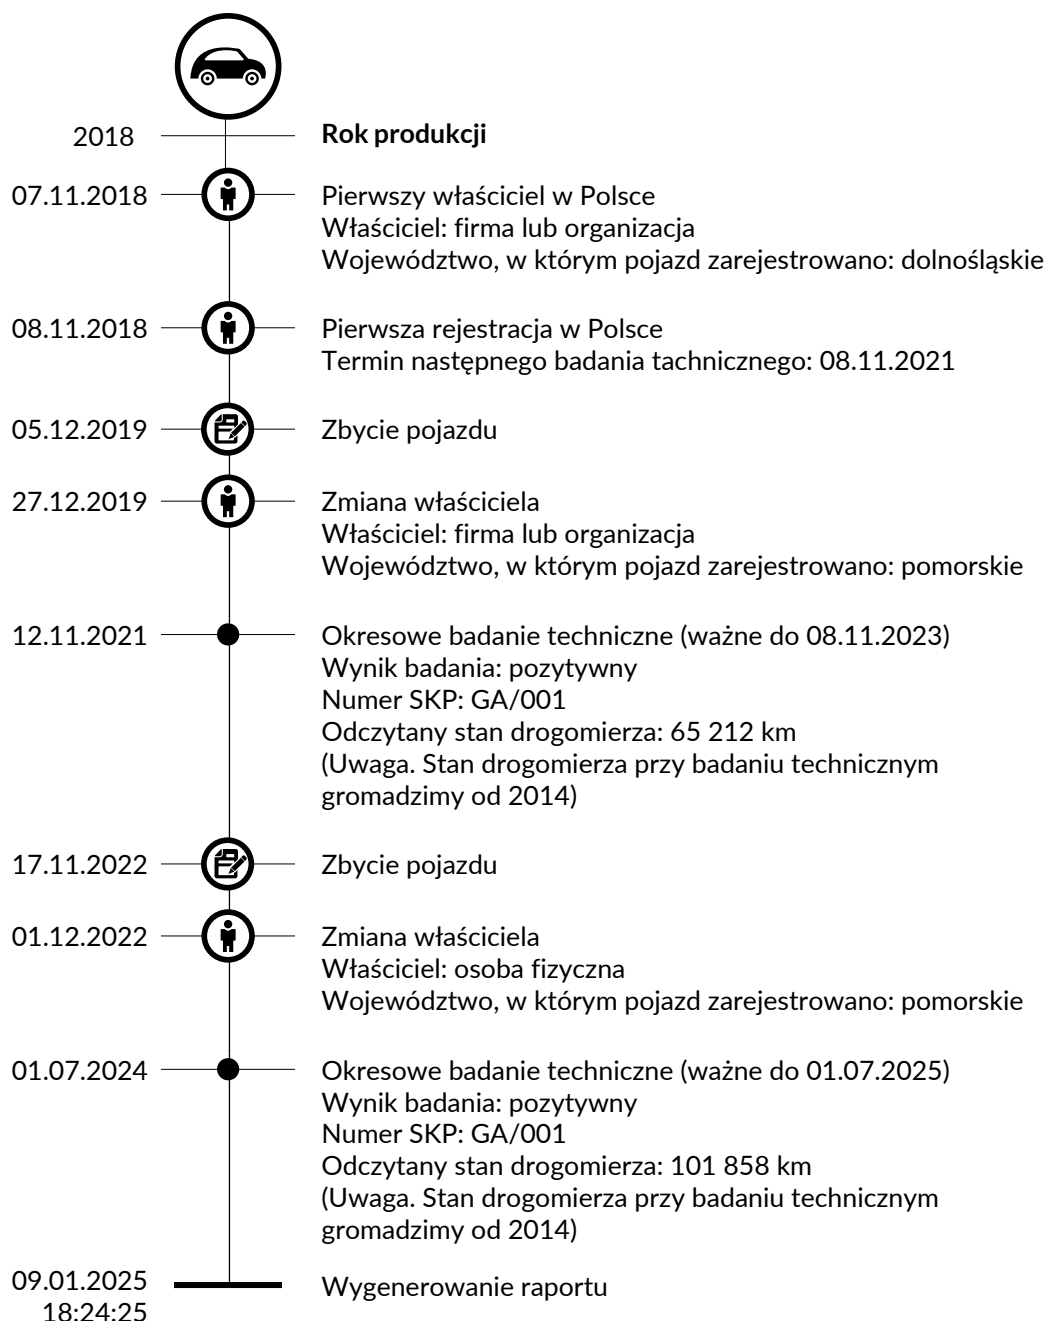 2018 Rok produkcji
07.11.2018 Pierwszy właściciel w Polsce
Właściciel: firma lub organizacja
Województwo, w którym pojazd zarejestrowano: dolnośląskie
08.11.2018 Pierwsza rejestracja w Polsce
Termin następnego badania tachnicznego: 08.11.2021
05.12.2019 Zbycie pojazdu
27.12.2019 Zmiana właściciela
Właściciel: firma lub organizacja
Województwo, w którym pojazd zarejestrowano: pomorskie
12.11.2021 Okresowe badanie techniczne (ważne do 08.11.2023)
Wynik badania: pozytywny
Numer SKP: GA/001
Odczytany stan drogomierza: 65 212 km
(Uwaga. Stan drogomierza przy badaniu technicznym
gromadzimy od 2014)
17.11.2022 Zbycie pojazdu
01.12.2022 Zmiana właściciela
Właściciel: osoba fizyczna
Województwo, w którym pojazd zarejestrowano: pomorskie
01.07.2024 Okresowe badanie techniczne (ważne do 01.07.2025)
Wynik badania: pozytywny
Numer SKP: GA/001
Odczytany stan drogomierza: 101 858 km
(Uwaga. Stan drogomierza przy badaniu technicznym
gromadzimy od 2014)
09.01.2025 Wygenerowanie raportu
18:24:25